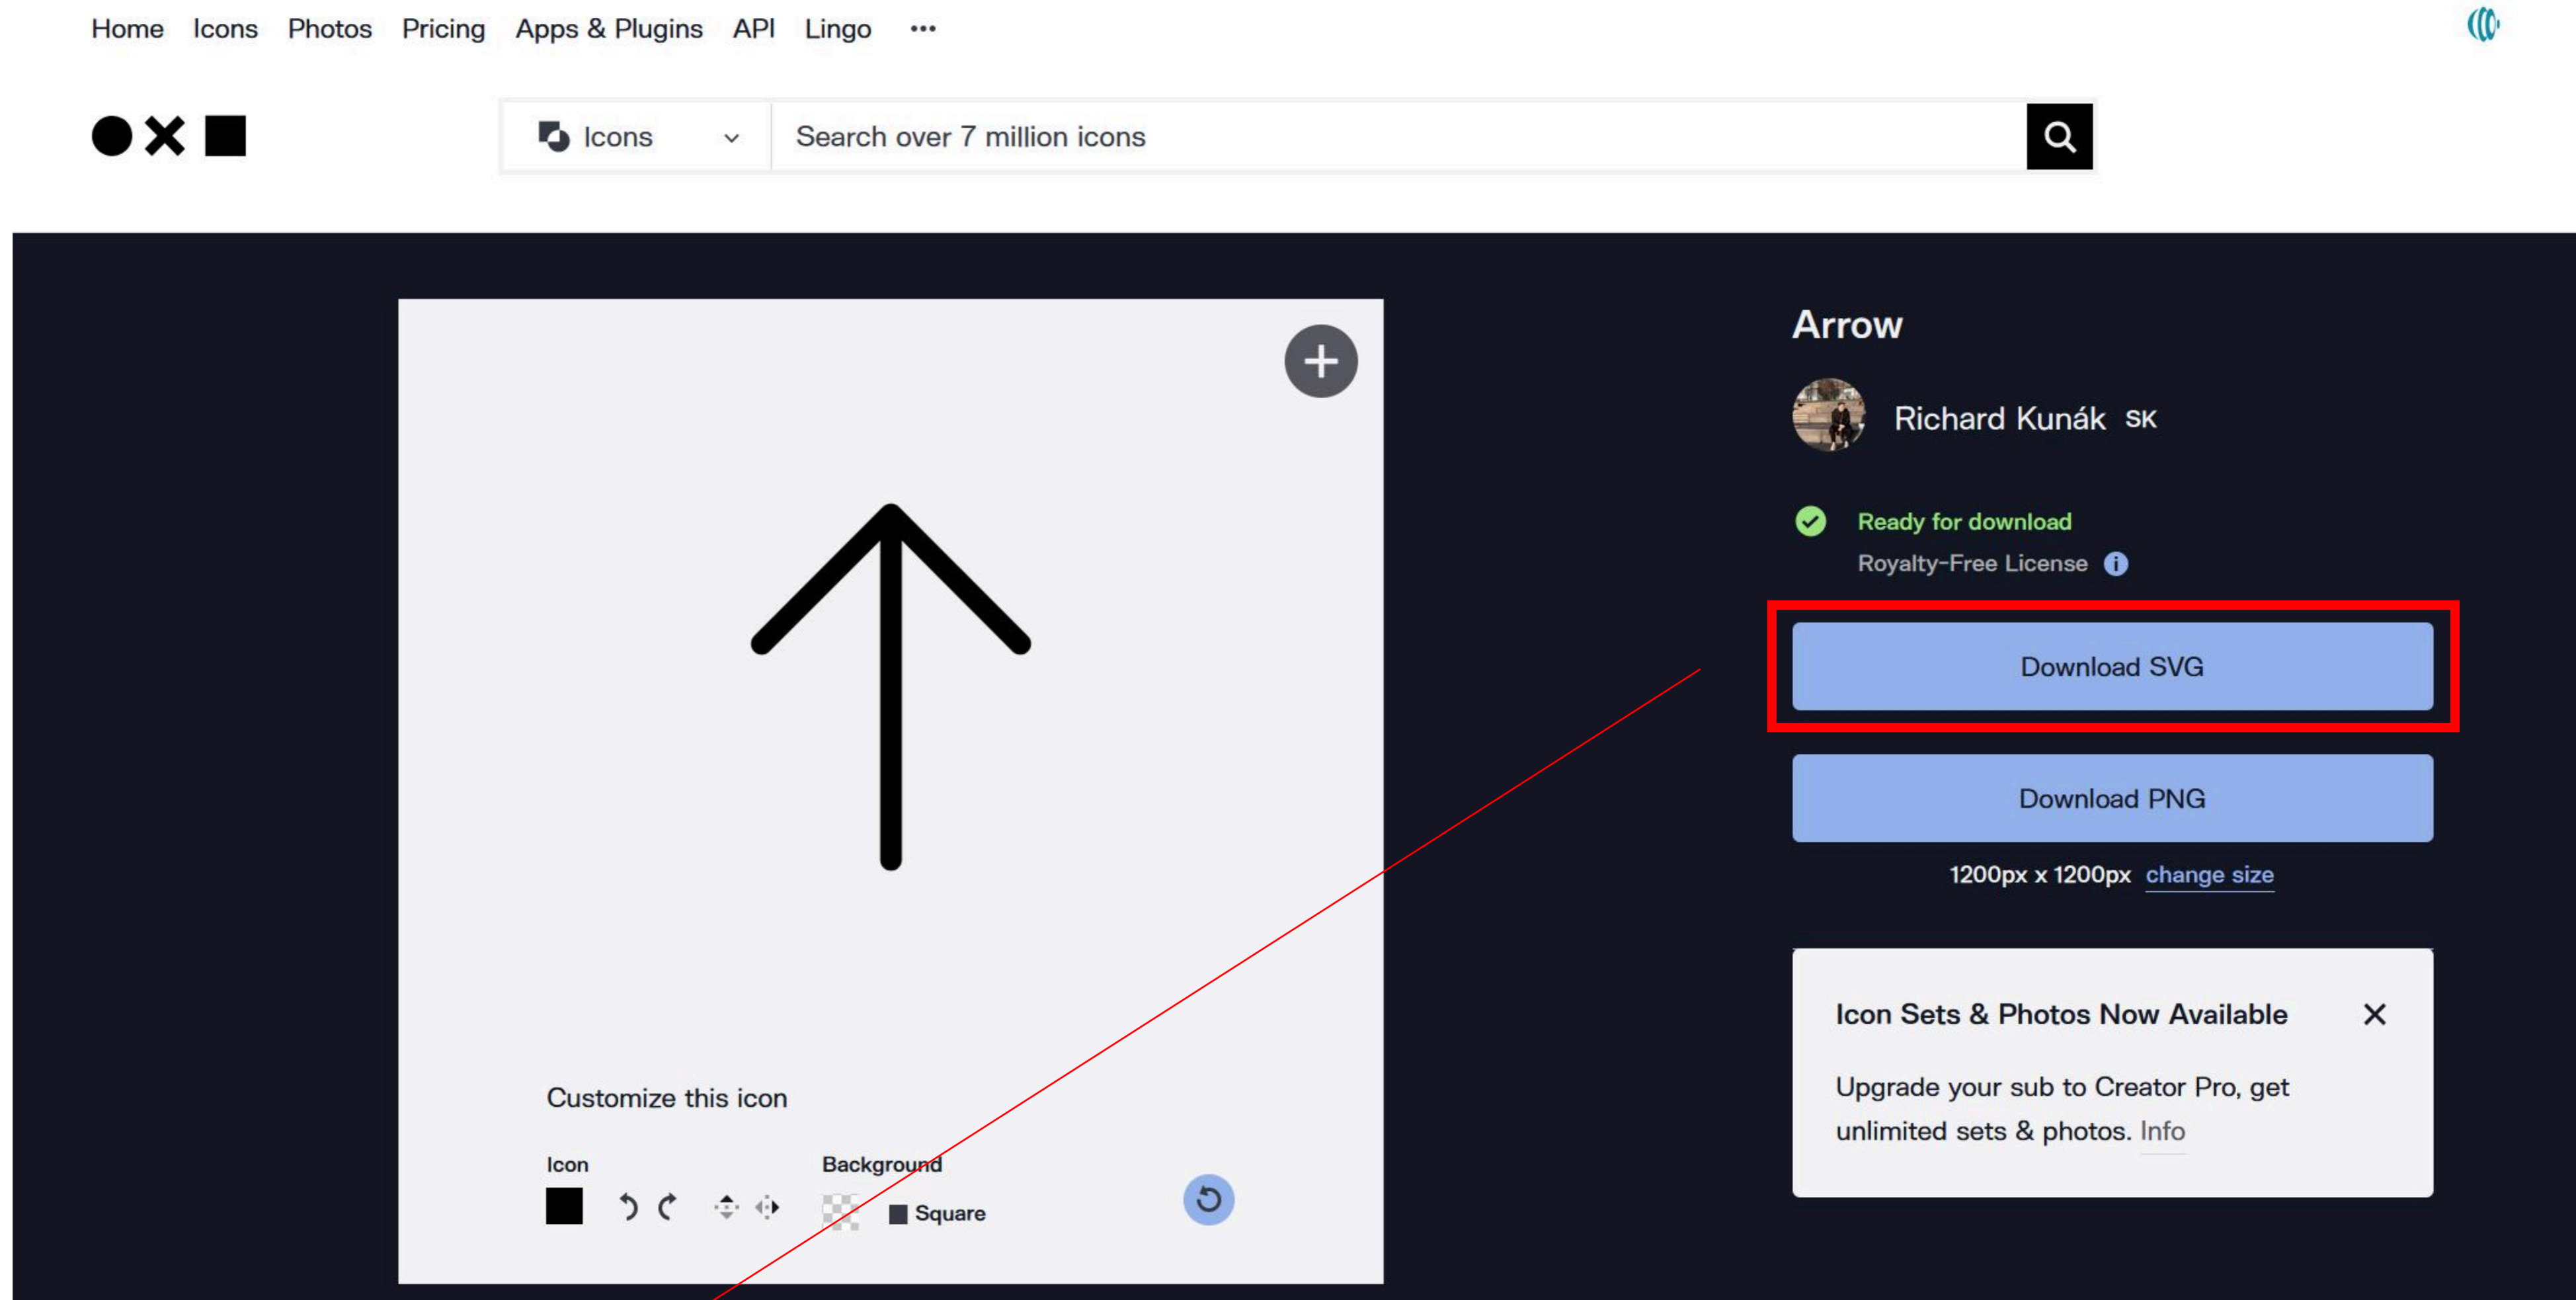 Home Icons Photos Pricing Apps & Plugins API Lingo •••
Icons Search over 7 million icons
Arrow
Richard Kunák SK
Ready for download
Royalty-Free License
Download SVG
Download PNG
1200px x 1200px change size
Icon Sets & Photos Now Available
Upgrade your sub to Creator Pro, get
unlimited sets & photos. Info
Customize this icon
Icon Background
Square